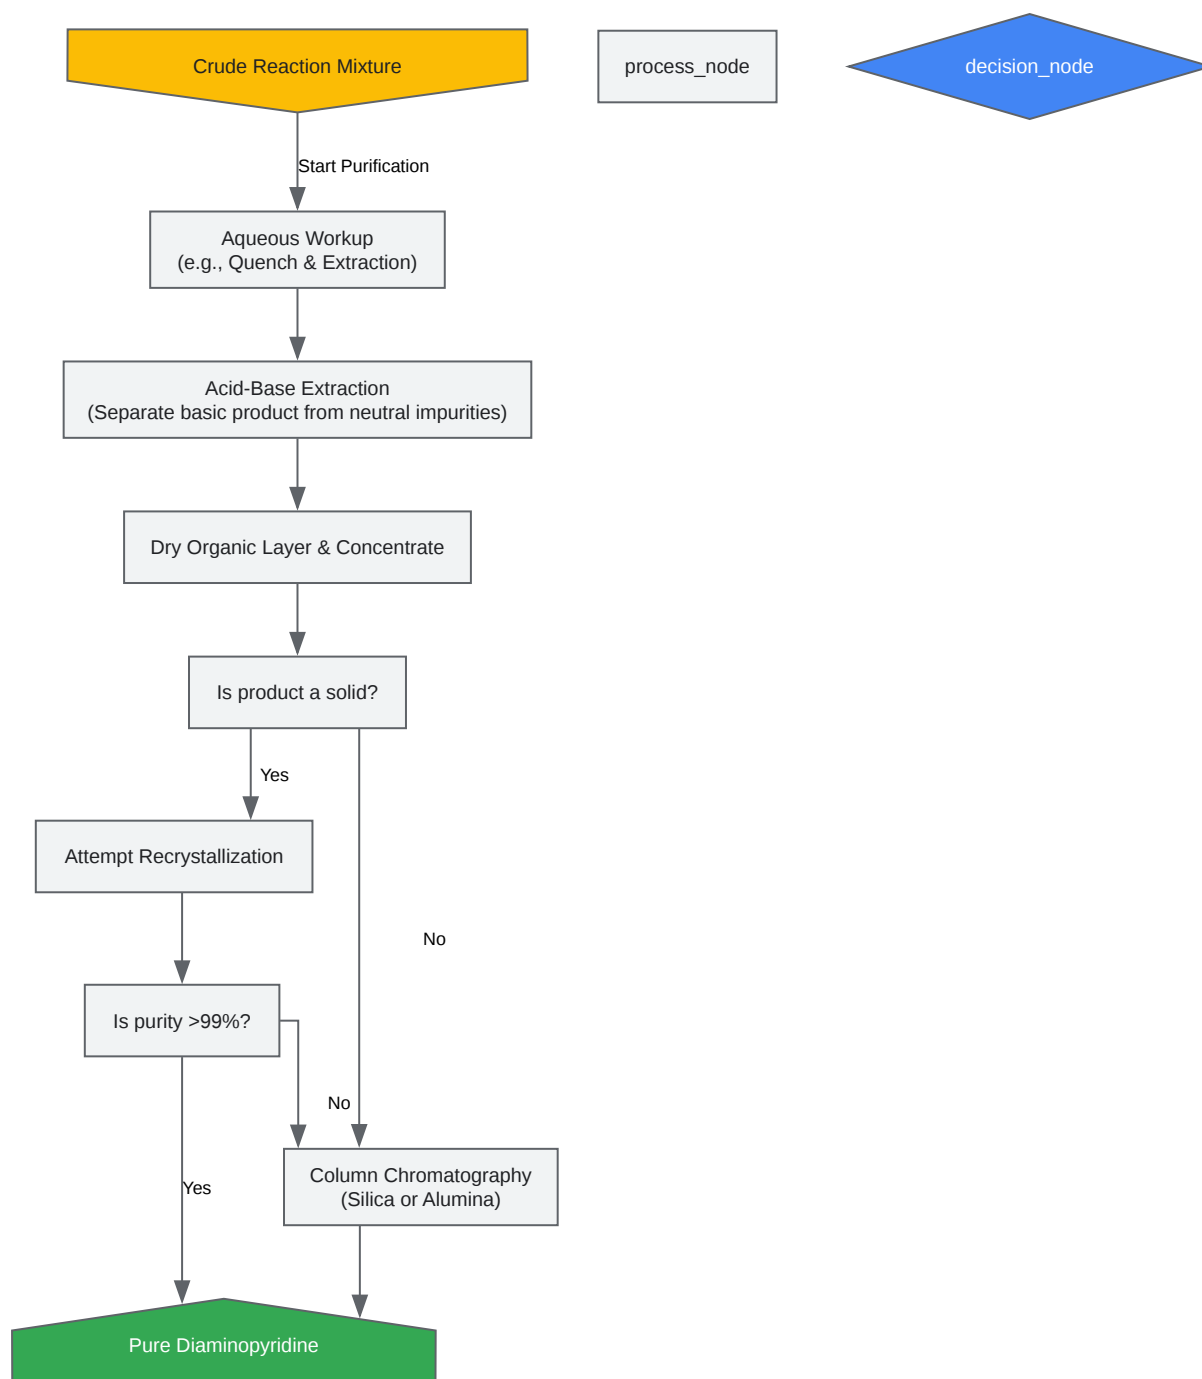 Crude Reaction Mixture
process_node
decision_node
Start Purification
Aqueous Workup
(e.g., Quench & Extraction)
Acid-Base Extraction
(Separate basic product from neutral impurities)
Dry Organic Layer & Concentrate
Is product a solid?
Yes
Attempt Recrystallization
No
Is purity >99%?
No
Column Chromatography
(Silica or Alumina)
Yes
Pure Diaminopyridine